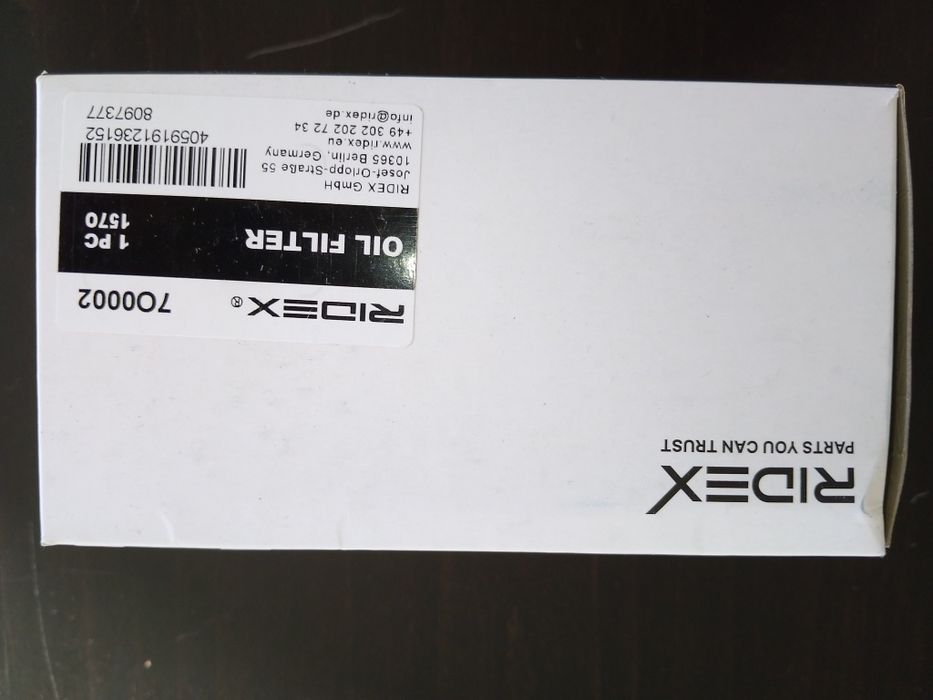 RIDEX
PARTS YOU CAN TRUST
RIDEX® 7O0002
OIL FILTER 1 PC
1570
RIDEX GmbH
Josef-Orlopp-Straße 55
10365 Berlin, Germany
www.ridex.eu
+49 302 202 72 34
info@ridex.de
4059191236152
8097377